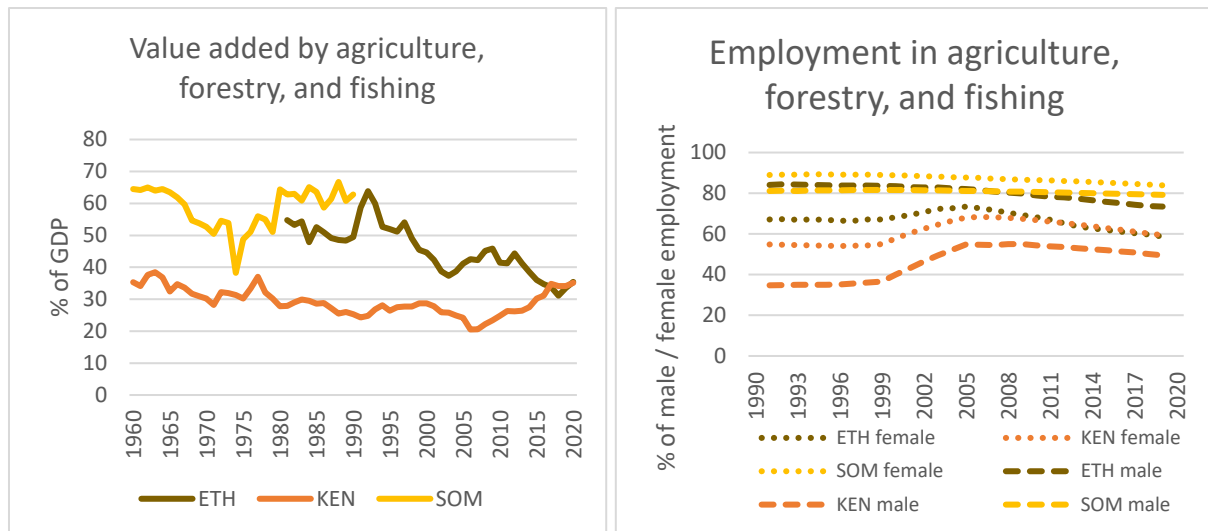 Value added by agriculture,
forestry, and fishing
% of GDP
80
70
60
50
40
30
20
10
0
1960
1965
1970
1975
1980
1985
1990
1995
2000
2005
2010
2015
2020
ETH
KEN
SOM
Employment in agriculture,
forestry, and fishing
% of male / female employment
100
80
60
40
20
0
1990
1993
1996
1999
2002
2005
2008
2011
2014
2017
2020
ETH female
KEN female
SOM female
ETH male
KEN male
SOM male